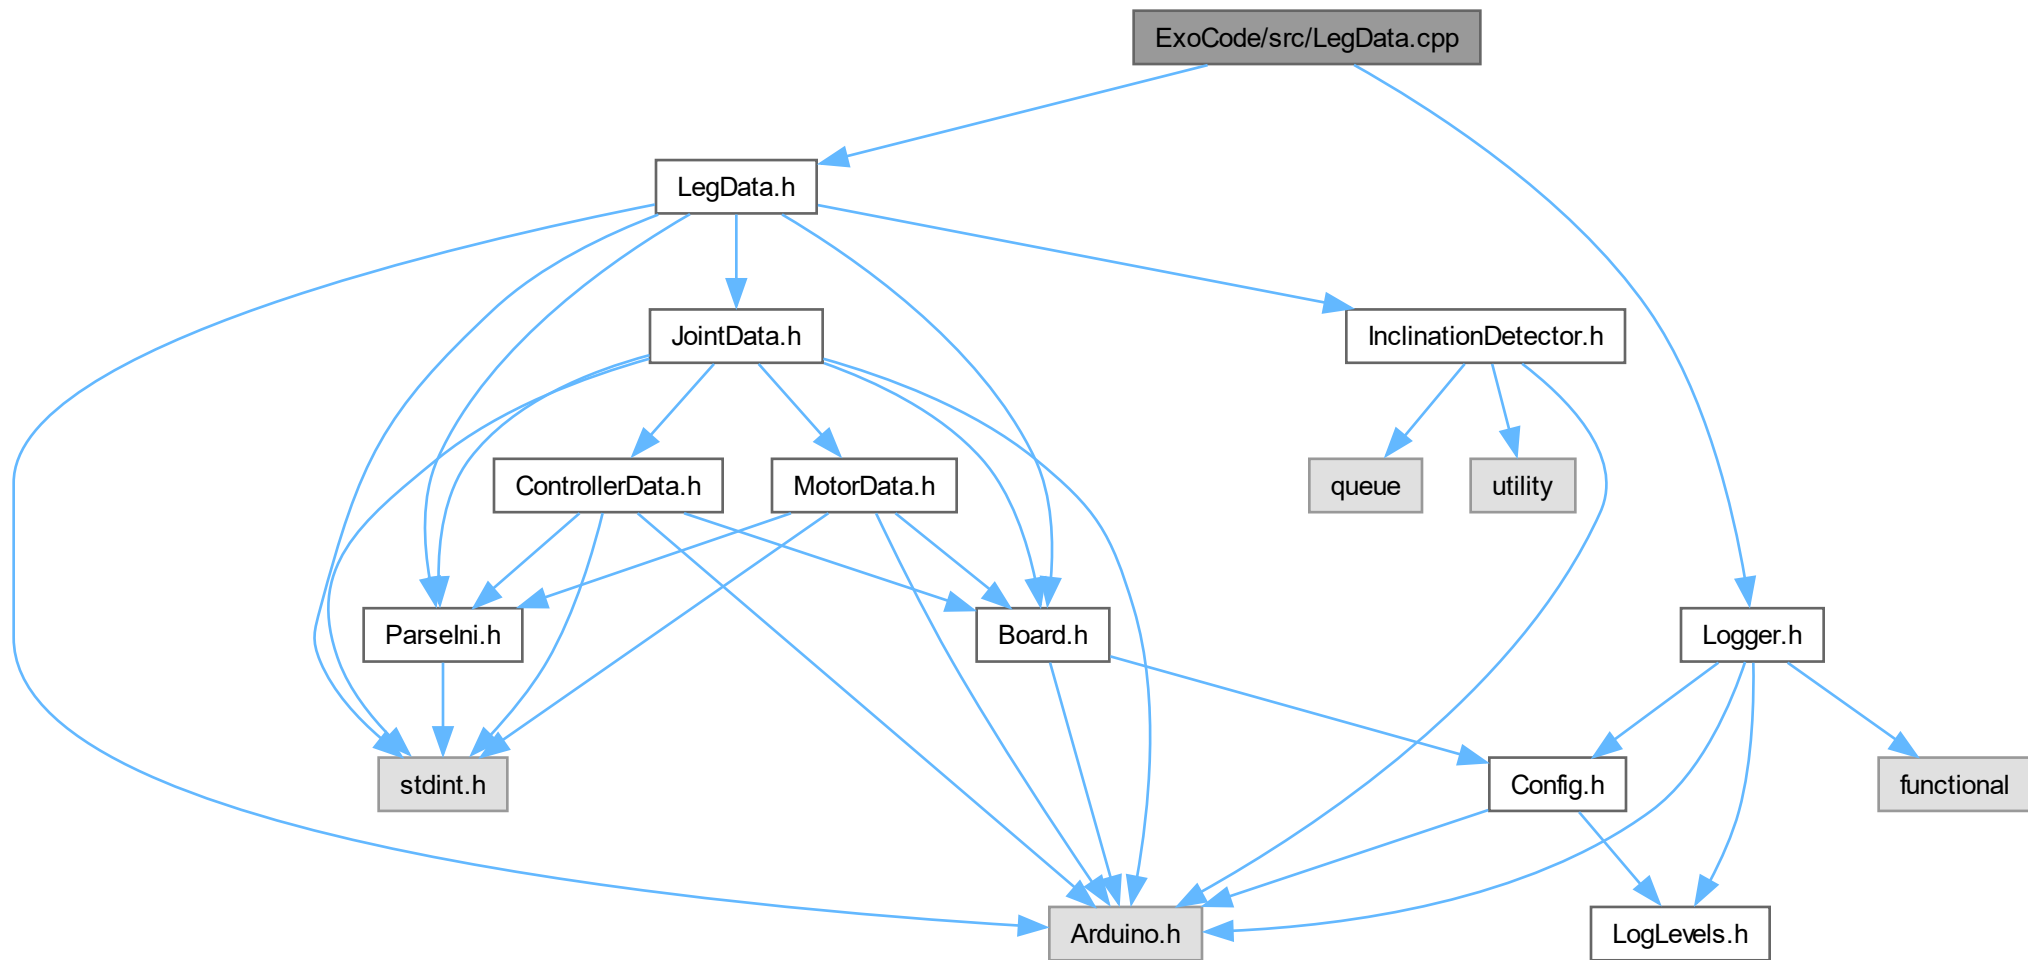 ExoCode/src/LegData.cpp
LegData.h
JointData.h
InclinationDetector.h
ControllerData.h
MotorData.h
queue
utility
ParseIni.h
Board.h
Logger.h
stdint.h
Config.h
functional
Arduino.h
LogLevels.h